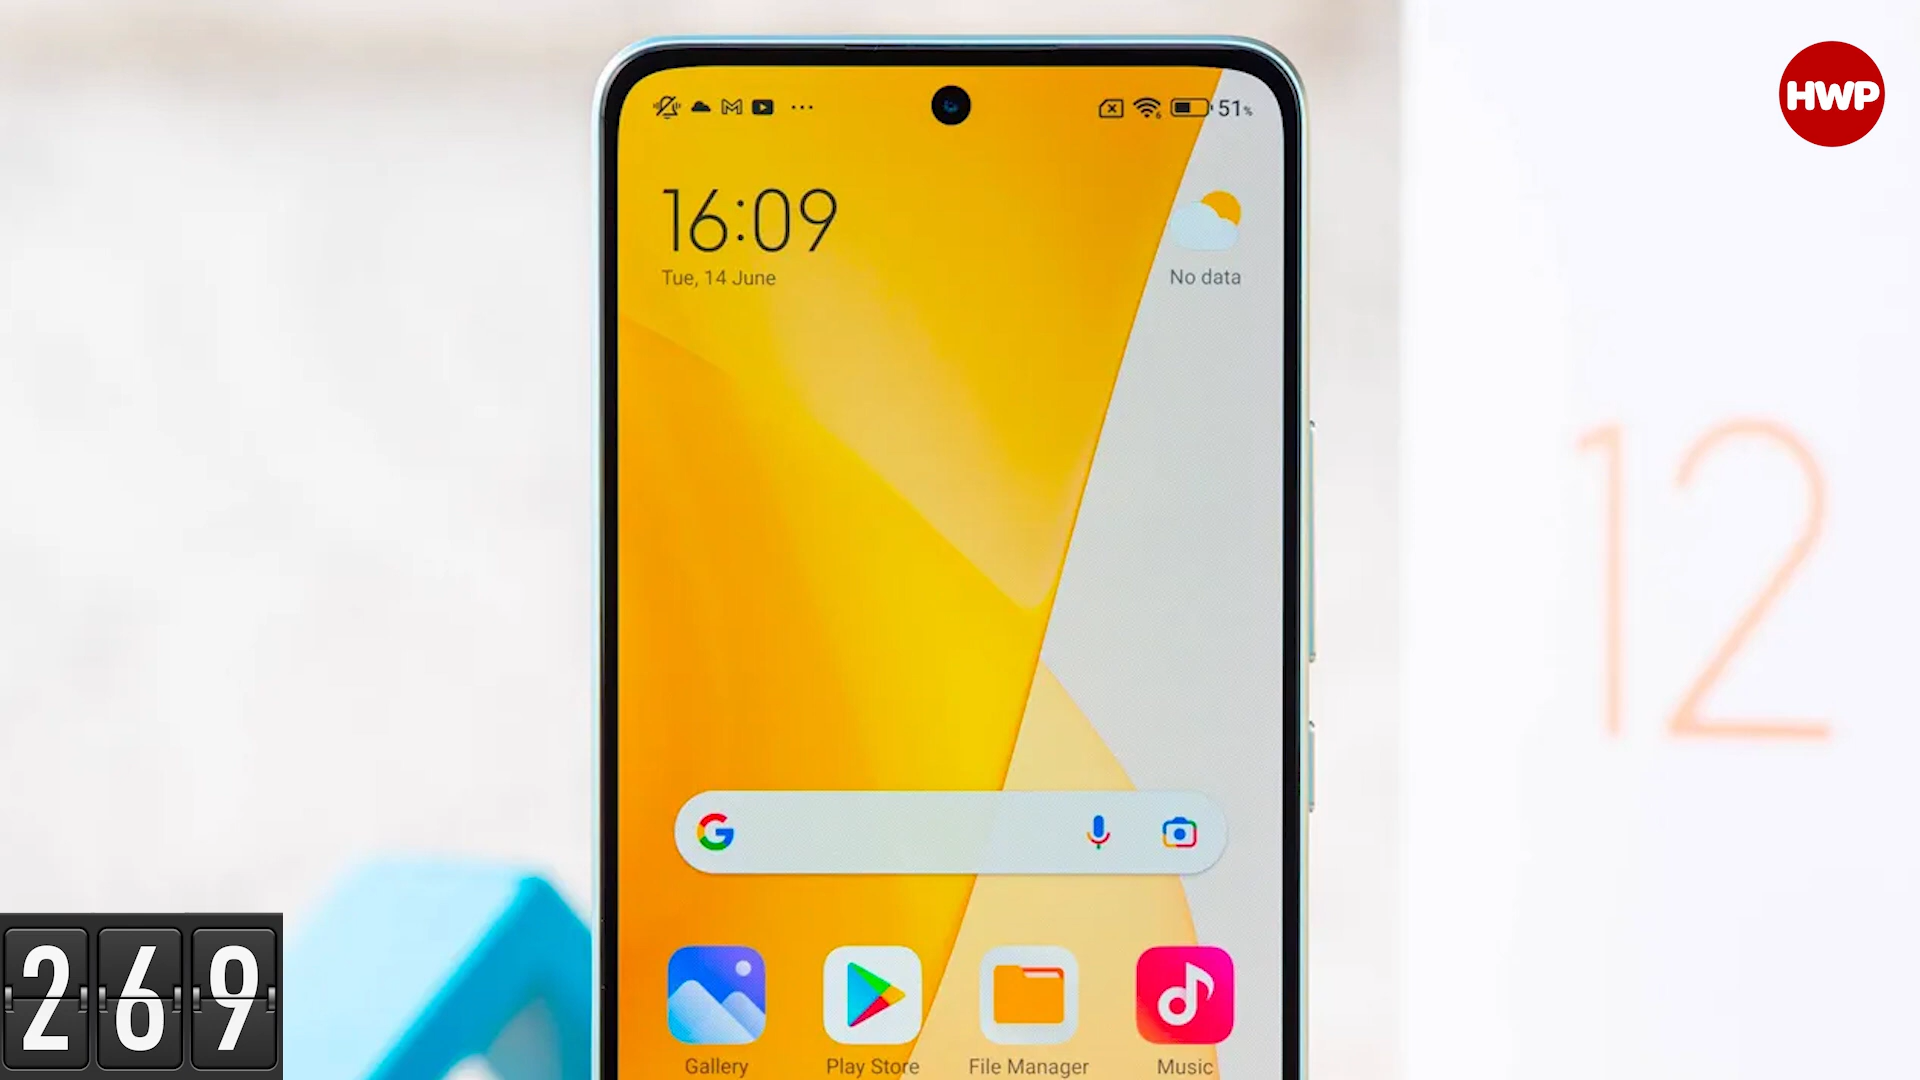 HWP
51%
16:09
Tue, 14 June
No data
12
G
Gallery
Play Store
File Manager
Music
269